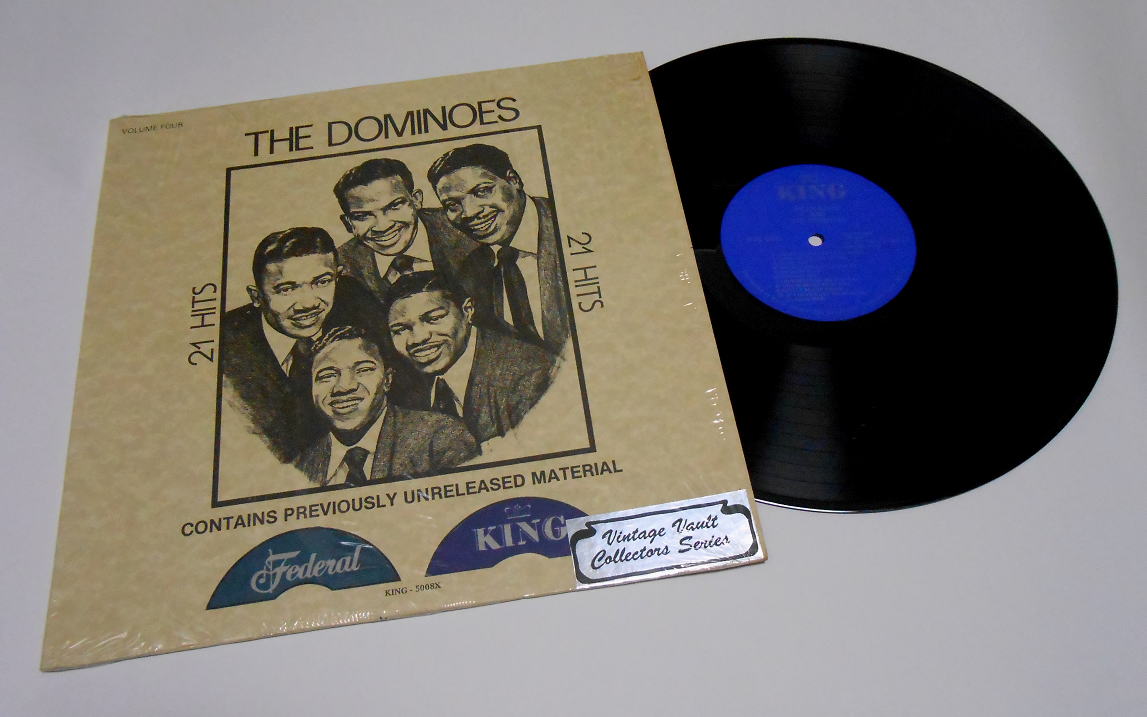 VOLUME FOUR
THE DOMINOES
21 HITS
21 HITS
CONTAINS PREVIOUSLY UNRELEASED MATERIAL
Federal
KING
Vintage Vault
Collectors Series
KING - 5008X
KING